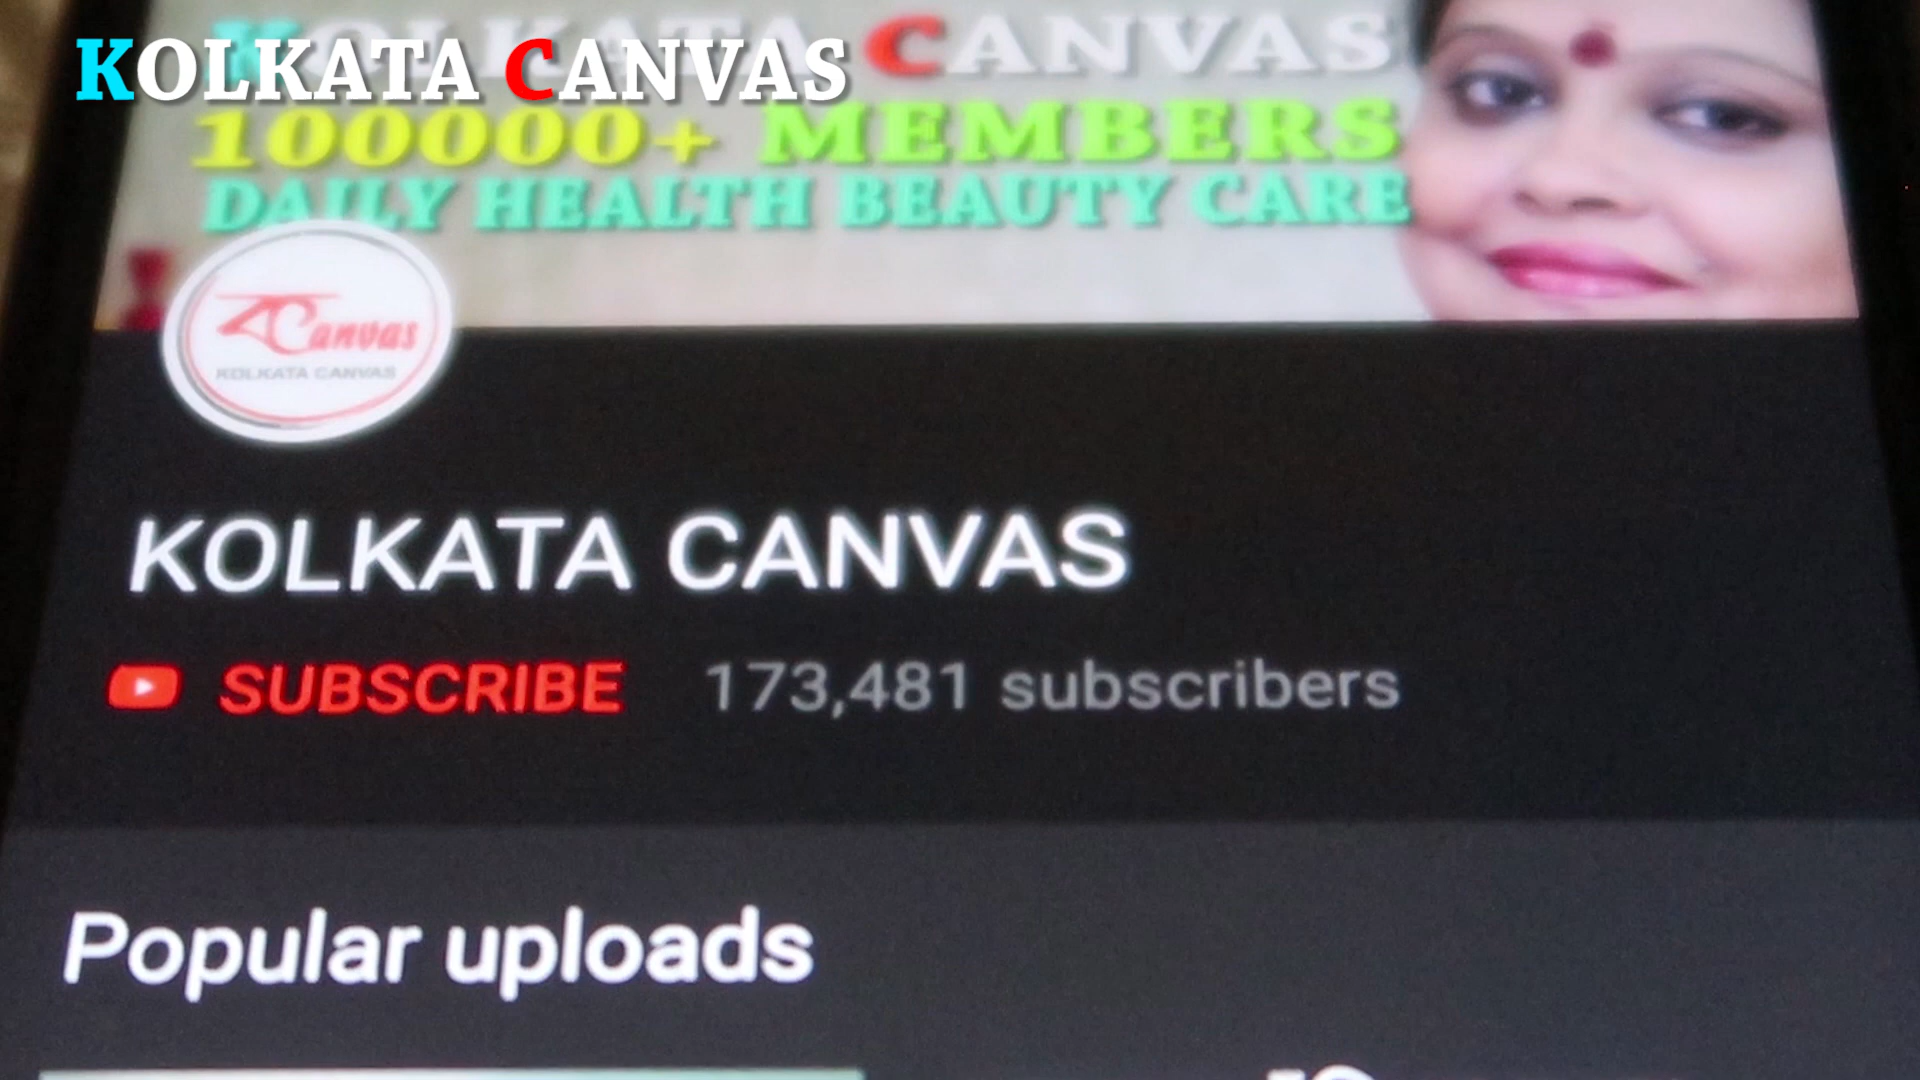 KOLKATA CANVAS
KOLKATA CANVAS
100000+ MEMBERS
DAILY HEALTH BEAUTY CARE
Canvas
KOLKATA CANVAS
KOLKATA CANVAS
SUBSCRIBE 173,481 subscribers
Popular uploads